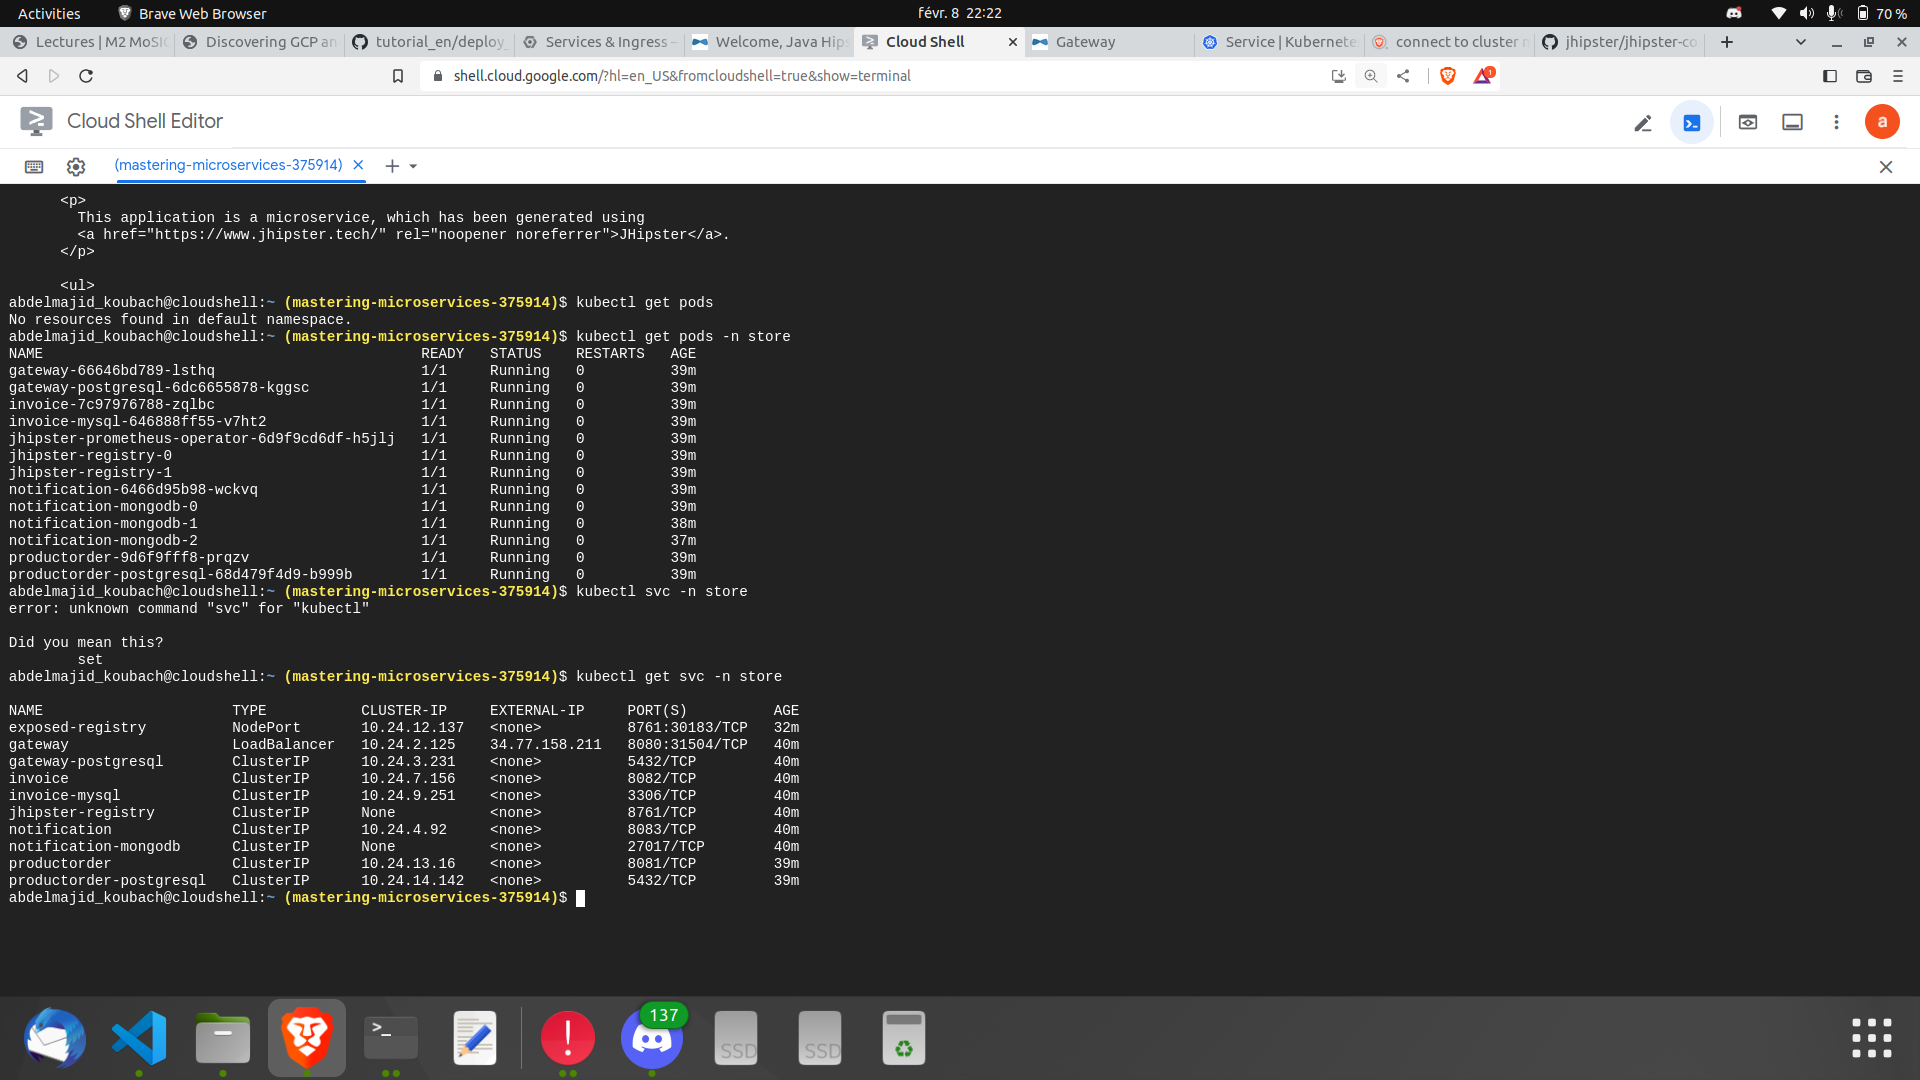 Activities
Brave Web Browser
févr. 8 22:22
70 %
Lectures | M2 MoSIC
Discovering GCP an
tutorial_en/deploy_
Services & Ingress -
Welcome, Java Hips
Cloud Shell
Gateway
Service | Kubernete
connect to cluster
jhipster/jhipster-co
shell.cloud.google.com/?hl=en_US&fromcloudshell=true&show=terminal
1
Cloud Shell Editor
a
(mastering-microservices-375914)
<p>
This application is a microservice, which has been generated using
<a href="https://www.jhipster.tech/" rel="noopener noreferrer">JHipster</a>.
</p>
<ul>
abdelmajid_koubach@cloudshell:~ (mastering-microservices-375914)$ kubectl get pods
No resources found in default namespace.
abdelmajid_koubach@cloudshell:~ (mastering-microservices-375914)$ kubectl get pods -n store
NAME READY STATUS RESTARTS AGE
gateway-66646bd789-lsthq 1/1 Running 0 39m
gateway-postgresql-6dc6655878-kggsc 1/1 Running 0 39m
invoice-7c97976788-zqlbc 1/1 Running 0 39m
invoice-mysql-646888ff55-v7ht2 1/1 Running 0 39m
jhipster-prometheus-operator-6d9f9cd6df-h5jlj 1/1 Running 0 39m
jhipster-registry-0 1/1 Running 0 39m
jhipster-registry-1 1/1 Running 0 39m
notification-6466d95b98-wckvq 1/1 Running 0 39m
notification-mongodb-0 1/1 Running 0 39m
notification-mongodb-1 1/1 Running 0 38m
notification-mongodb-2 1/1 Running 0 37m
productorder-9d6f9fff8-prqzv 1/1 Running 0 39m
productorder-postgresql-68d479f4d9-b999b 1/1 Running 0 39m
abdelmajid_koubach@cloudshell:~ (mastering-microservices-375914)$ kubectl svc -n store
error: unknown command "svc" for "kubectl"
Did you mean this?
set
abdelmajid_koubach@cloudshell:~ (mastering-microservices-375914)$ kubectl get svc -n store
NAME TYPE CLUSTER-IP EXTERNAL-IP PORT(S) AGE
exposed-registry NodePort 10.24.12.137 <none> 8761:30183/TCP 32m
gateway LoadBalancer 10.24.2.125 34.77.158.211 8080:31504/TCP 40m
gateway-postgresql ClusterIP 10.24.3.231 <none> 5432/TCP 40m
invoice ClusterIP 10.24.7.156 <none> 8082/TCP 40m
invoice-mysql ClusterIP 10.24.9.251 <none> 3306/TCP 40m
jhipster-registry ClusterIP None <none> 8761/TCP 40m
notification ClusterIP 10.24.4.92 <none> 8083/TCP 40m
notification-mongodb ClusterIP None <none> 27017/TCP 40m
productorder ClusterIP 10.24.13.16 <none> 8081/TCP 39m
productorder-postgresql ClusterIP 10.24.14.142 <none> 5432/TCP 39m
abdelmajid_koubach@cloudshell:~ (mastering-microservices-375914)$
137
SSD
SSD